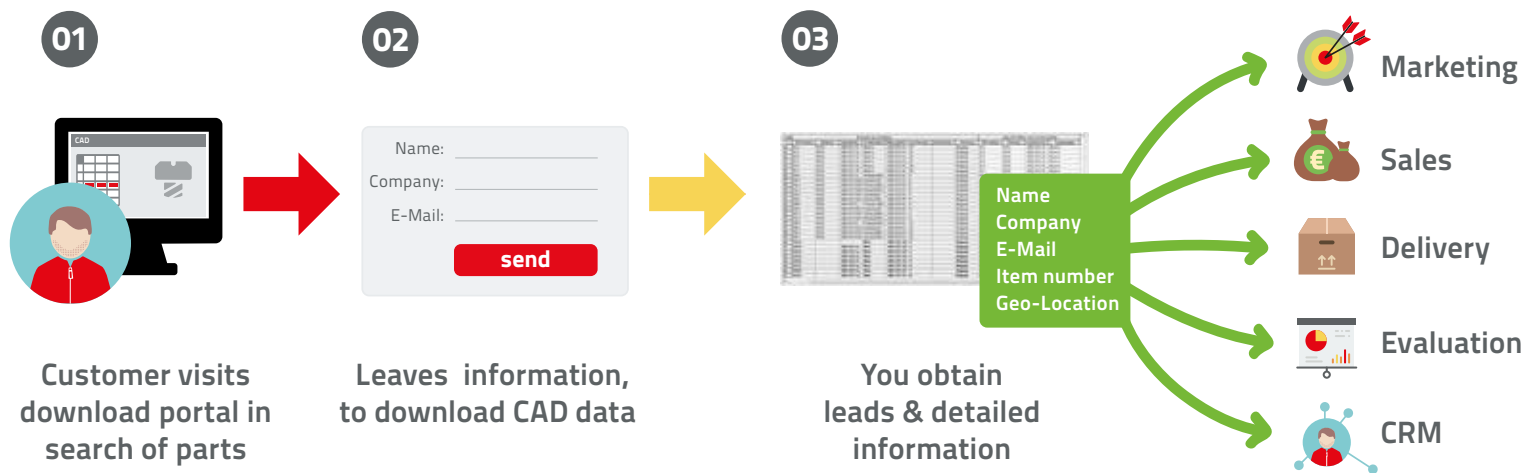 01
02
03
CAD
Name:
Company:
E-Mail:
send
Name
Company
E-Mail
Item number
Geo-Location
€
Marketing
Sales
Delivery
Evaluation
CRM
Customer visits
download portal in
search of parts
Leaves information,
to download CAD data
You obtain
leads & detailed
information